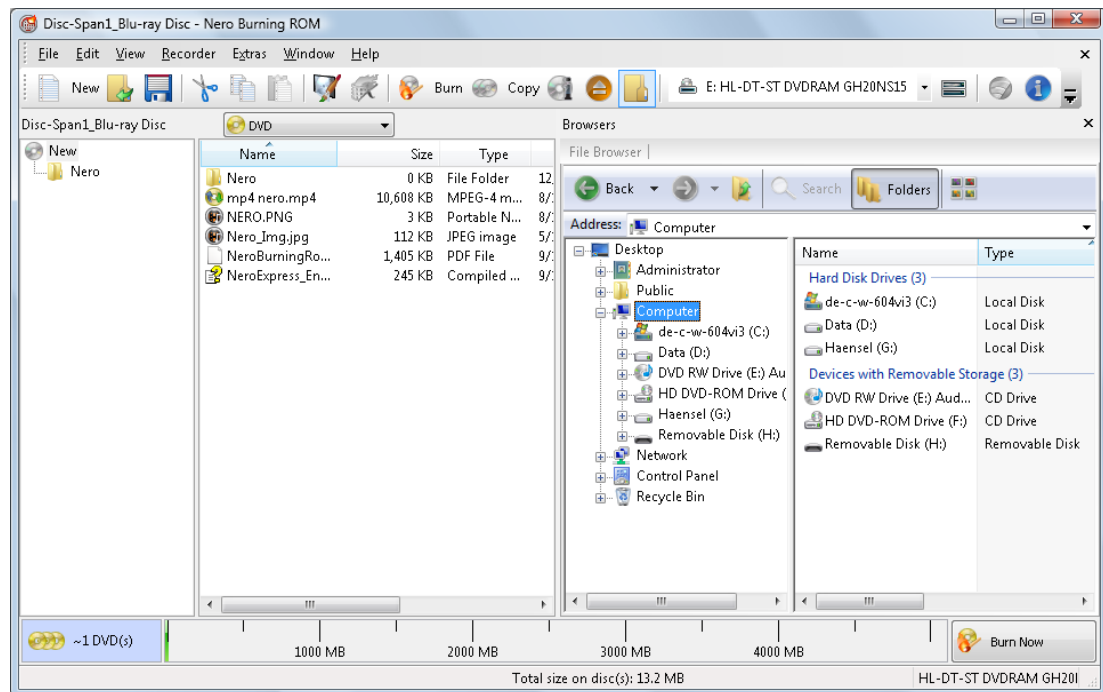 Disc-Span1_Blu-ray Disc - Nero Burning ROM
File Edit View Recorder Extras Window Help
New Burn Copy E: HL-DT-ST DVDRAM GH20NS15
Disc-Span1_Blu-ray Disc DVD
New
Nero
Name Size Type
Nero 0 KB File Folder 12
mp4 nero.mp4 10,608 KB MPEG-4 m... 8/
NERO.PNG 3 KB Portable N... 8/
Nero_Img.jpg 112 KB JPEG image 5/
NeroBurningRo... 1,405 KB PDF File 9/
NeroExpress_En... 245 KB Compiled ... 9/
Browsers
File Browser
Back Search Folders
Address: Computer
Desktop
Administrator
Public
Computer
de-c-w-604vi3 (C:)
Data (D:)
DVD RW Drive (E:) Au
HD DVD-ROM Drive (
Haensel (G:)
Removable Disk (H:)
Network
Control Panel
Recycle Bin
Name Type
Hard Disk Drives (3)
de-c-w-604vi3 (C:) Local Disk
Data (D:) Local Disk
Haensel (G:) Local Disk
Devices with Removable Storage (3)
DVD RW Drive (E:) Aud... CD Drive
HD DVD-ROM Drive (F:) CD Drive
Removable Disk (H:) Removable Disk
~1 DVD(s) 1000 MB 2000 MB 3000 MB 4000 MB Burn Now
Total size on disc(s): 13.2 MB HL-DT-ST DVDRAM GH20I